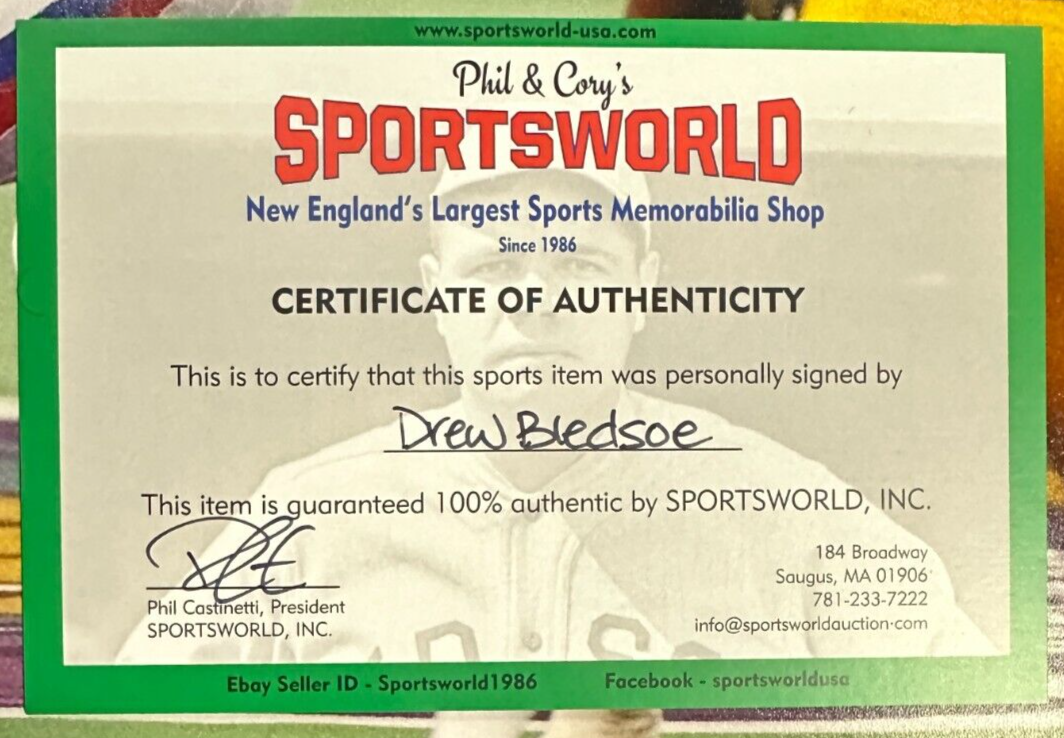 www.sportsworld-usa.com
Phil & Cory's
SPORTSWORLD
New England's Largest Sports Memorabilia Shop
Since 1986
CERTIFICATE OF AUTHENTICITY
This is to certify that this sports item was personally signed by
Drew Bledsoe
This item is guaranteed 100% authentic by SPORTSWORLD, INC.
Phil Castinetti, President
SPORTSWORLD, INC.
184 Broadway
Saugus, MA 01906
781-233-7222
info@sportsworldauction.com
Ebay Seller ID - Sportsworld1986
Facebook - sportsworldusa